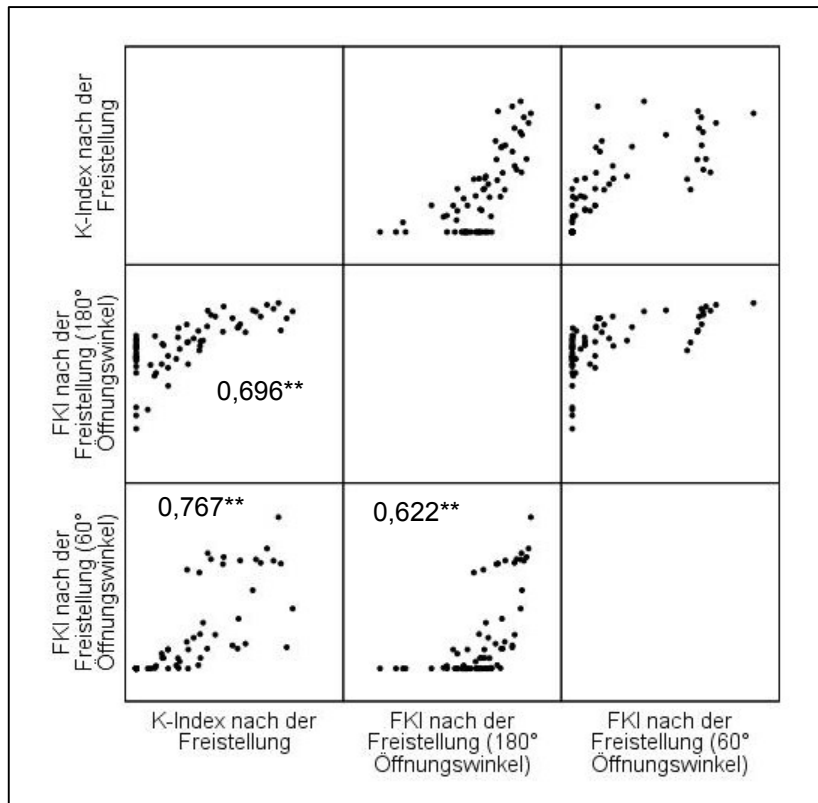 K-Index nach der
Freistellung
FKI nach der
Freistellung (180°
Öffnungswinkel)
0,696**
FKI nach der
Freistellung (60°
Öffnungswinkel)
0,767**
0,622**
K-Index nach der
Freistellung
FKI nach der
Freistellung (180°
Öffnungswinkel)
FKI nach der
Freistellung (60°
Öffnungswinkel)